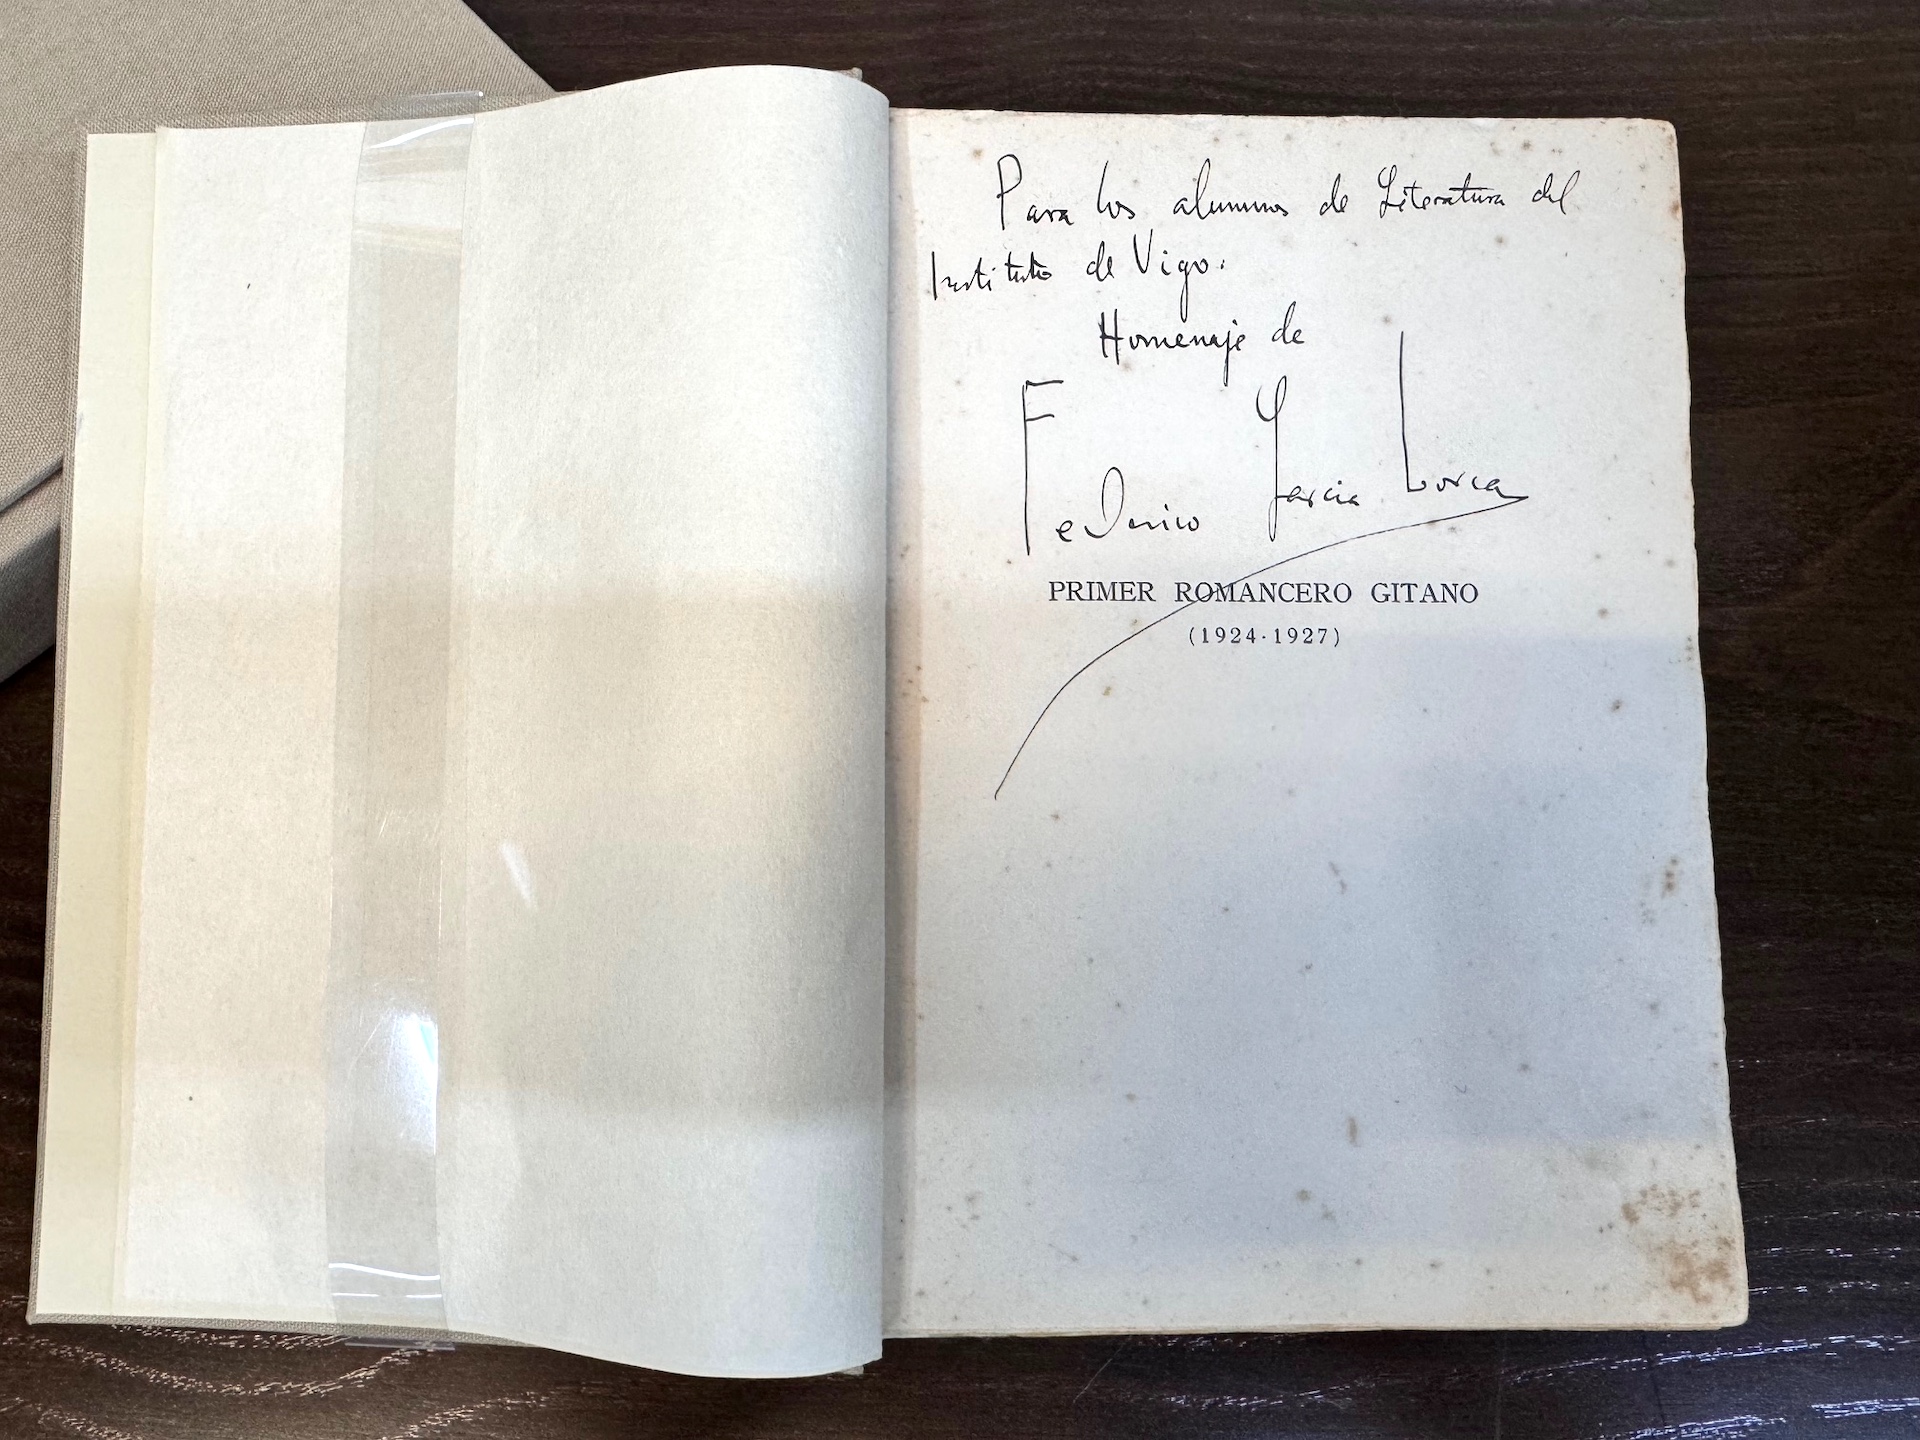 Para los alumnos de Literatura del
Instituto de Vigo.
Homenaje de
Federico García Lorca
PRIMER ROMANCERO GITANO
(1924-1927)